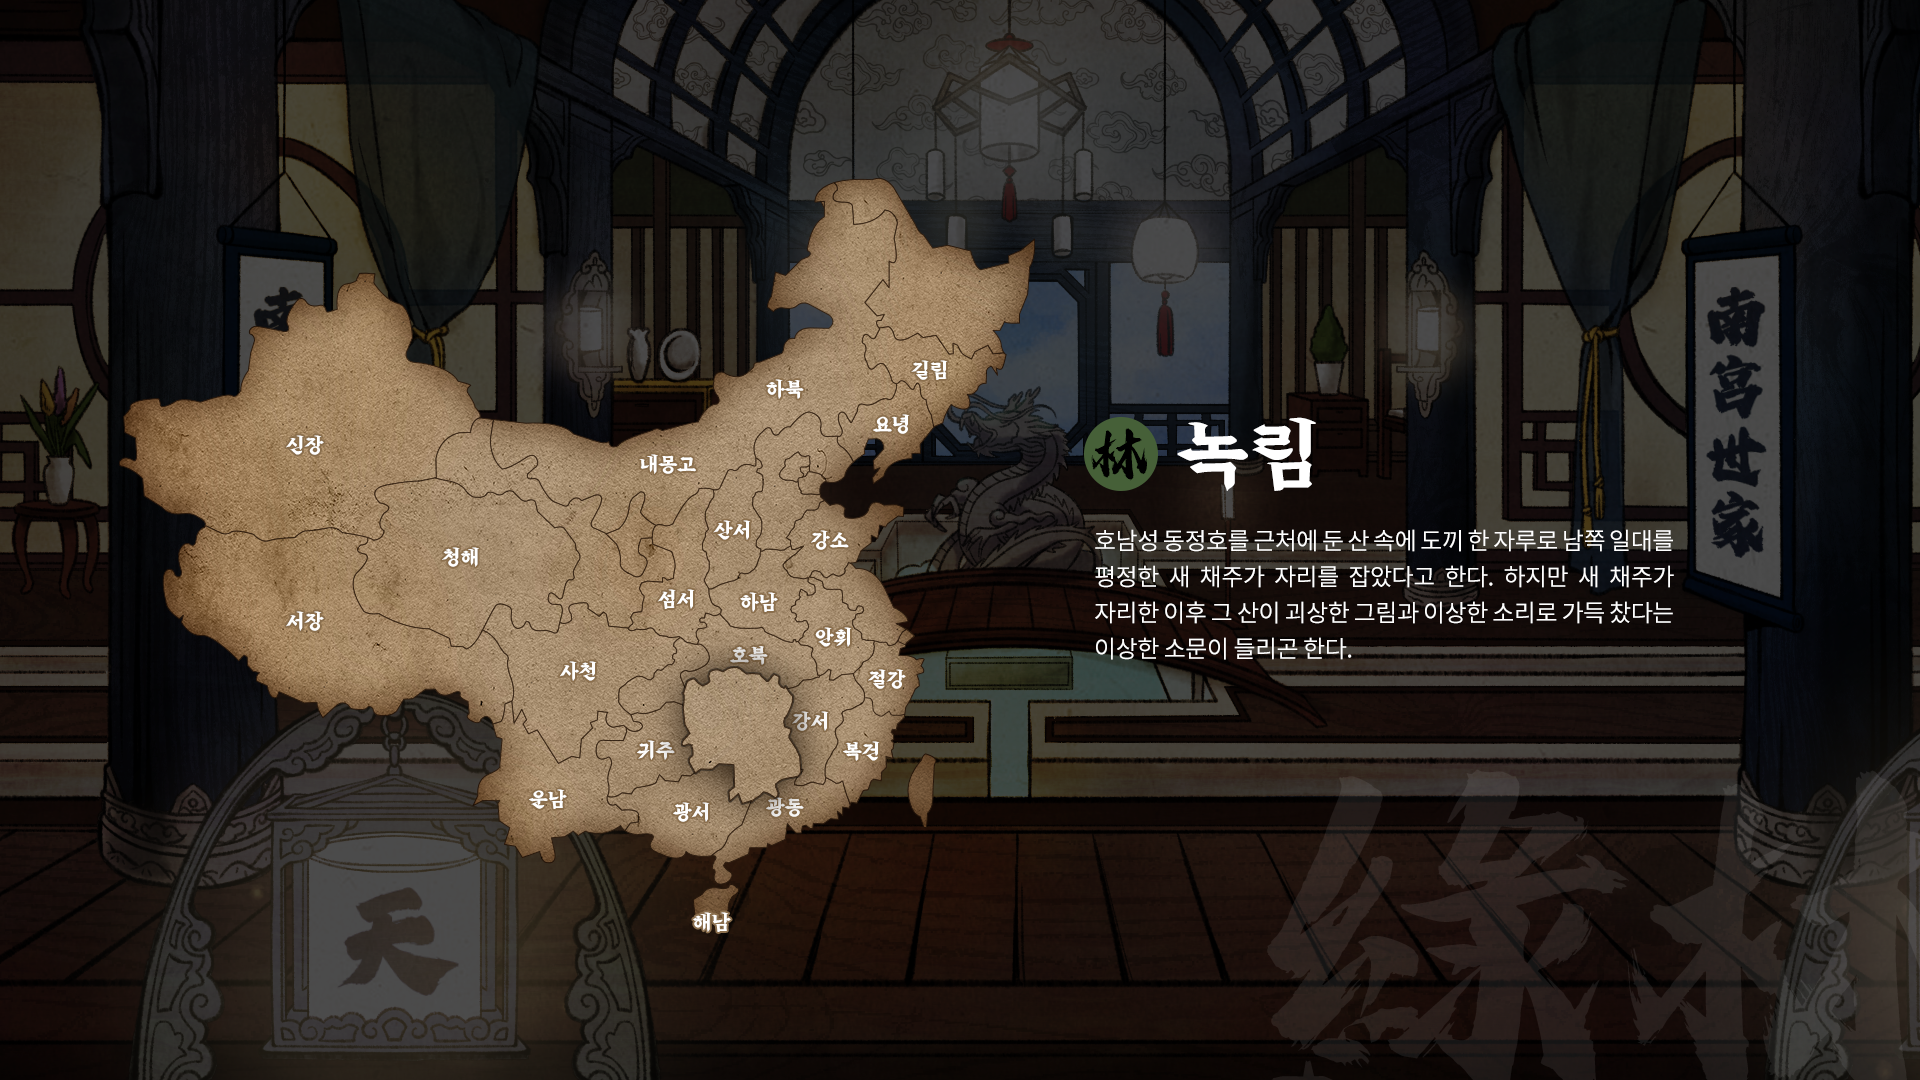 하북
길림
요녕
신장
내몽고
산서
강소
청해
섬서
하남
서장
안휘
호북
사천
절강
강서
귀주
복건
운남
광서
광동
해남
林 녹림
호남성 동정호를 근처에 둔 산 속에 도끼 한 자루로 남쪽 일대를
평정한 새 채주가 자리를 잡았다고 한다. 하지만 새 채주가
자리한 이후 그 산이 괴상한 그림과 이상한 소리로 가득 찼다는
이상한 소문이 들리곤 한다.
南宮世家
南
天